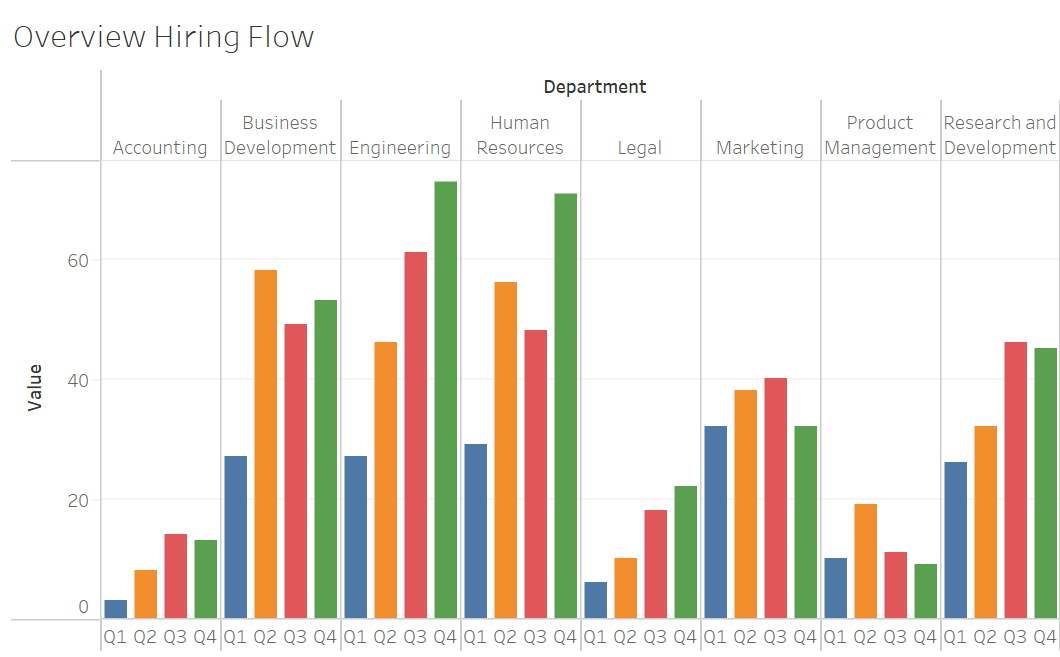 Overview Hiring Flow
Department
Accounting
Business
Development
Engineering
Human
Resources
Legal
Marketing
Product
Management
Research and
Development
Value
60
40
20
0
Q1 Q2 Q3 Q4 Q1 Q2 Q3 Q4 Q1 Q2 Q3 Q4 Q1 Q2 Q3 Q4 Q1 Q2 Q3 Q4 Q1 Q2 Q3 Q4 Q1 Q2 Q3 Q4 Q1 Q2 Q3 Q4